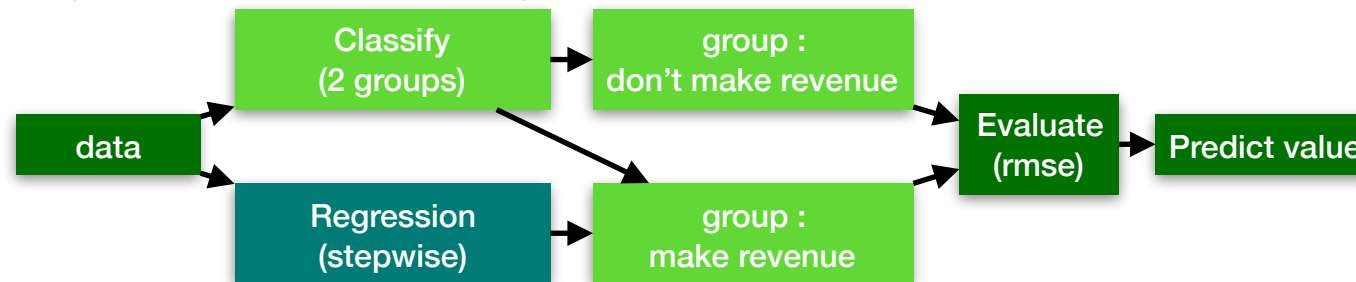 Classify
(2 groups)
group :
don't make revenue
data
Evaluate
(rmse)
Predict value
Regression
(stepwise)
group :
make revenue